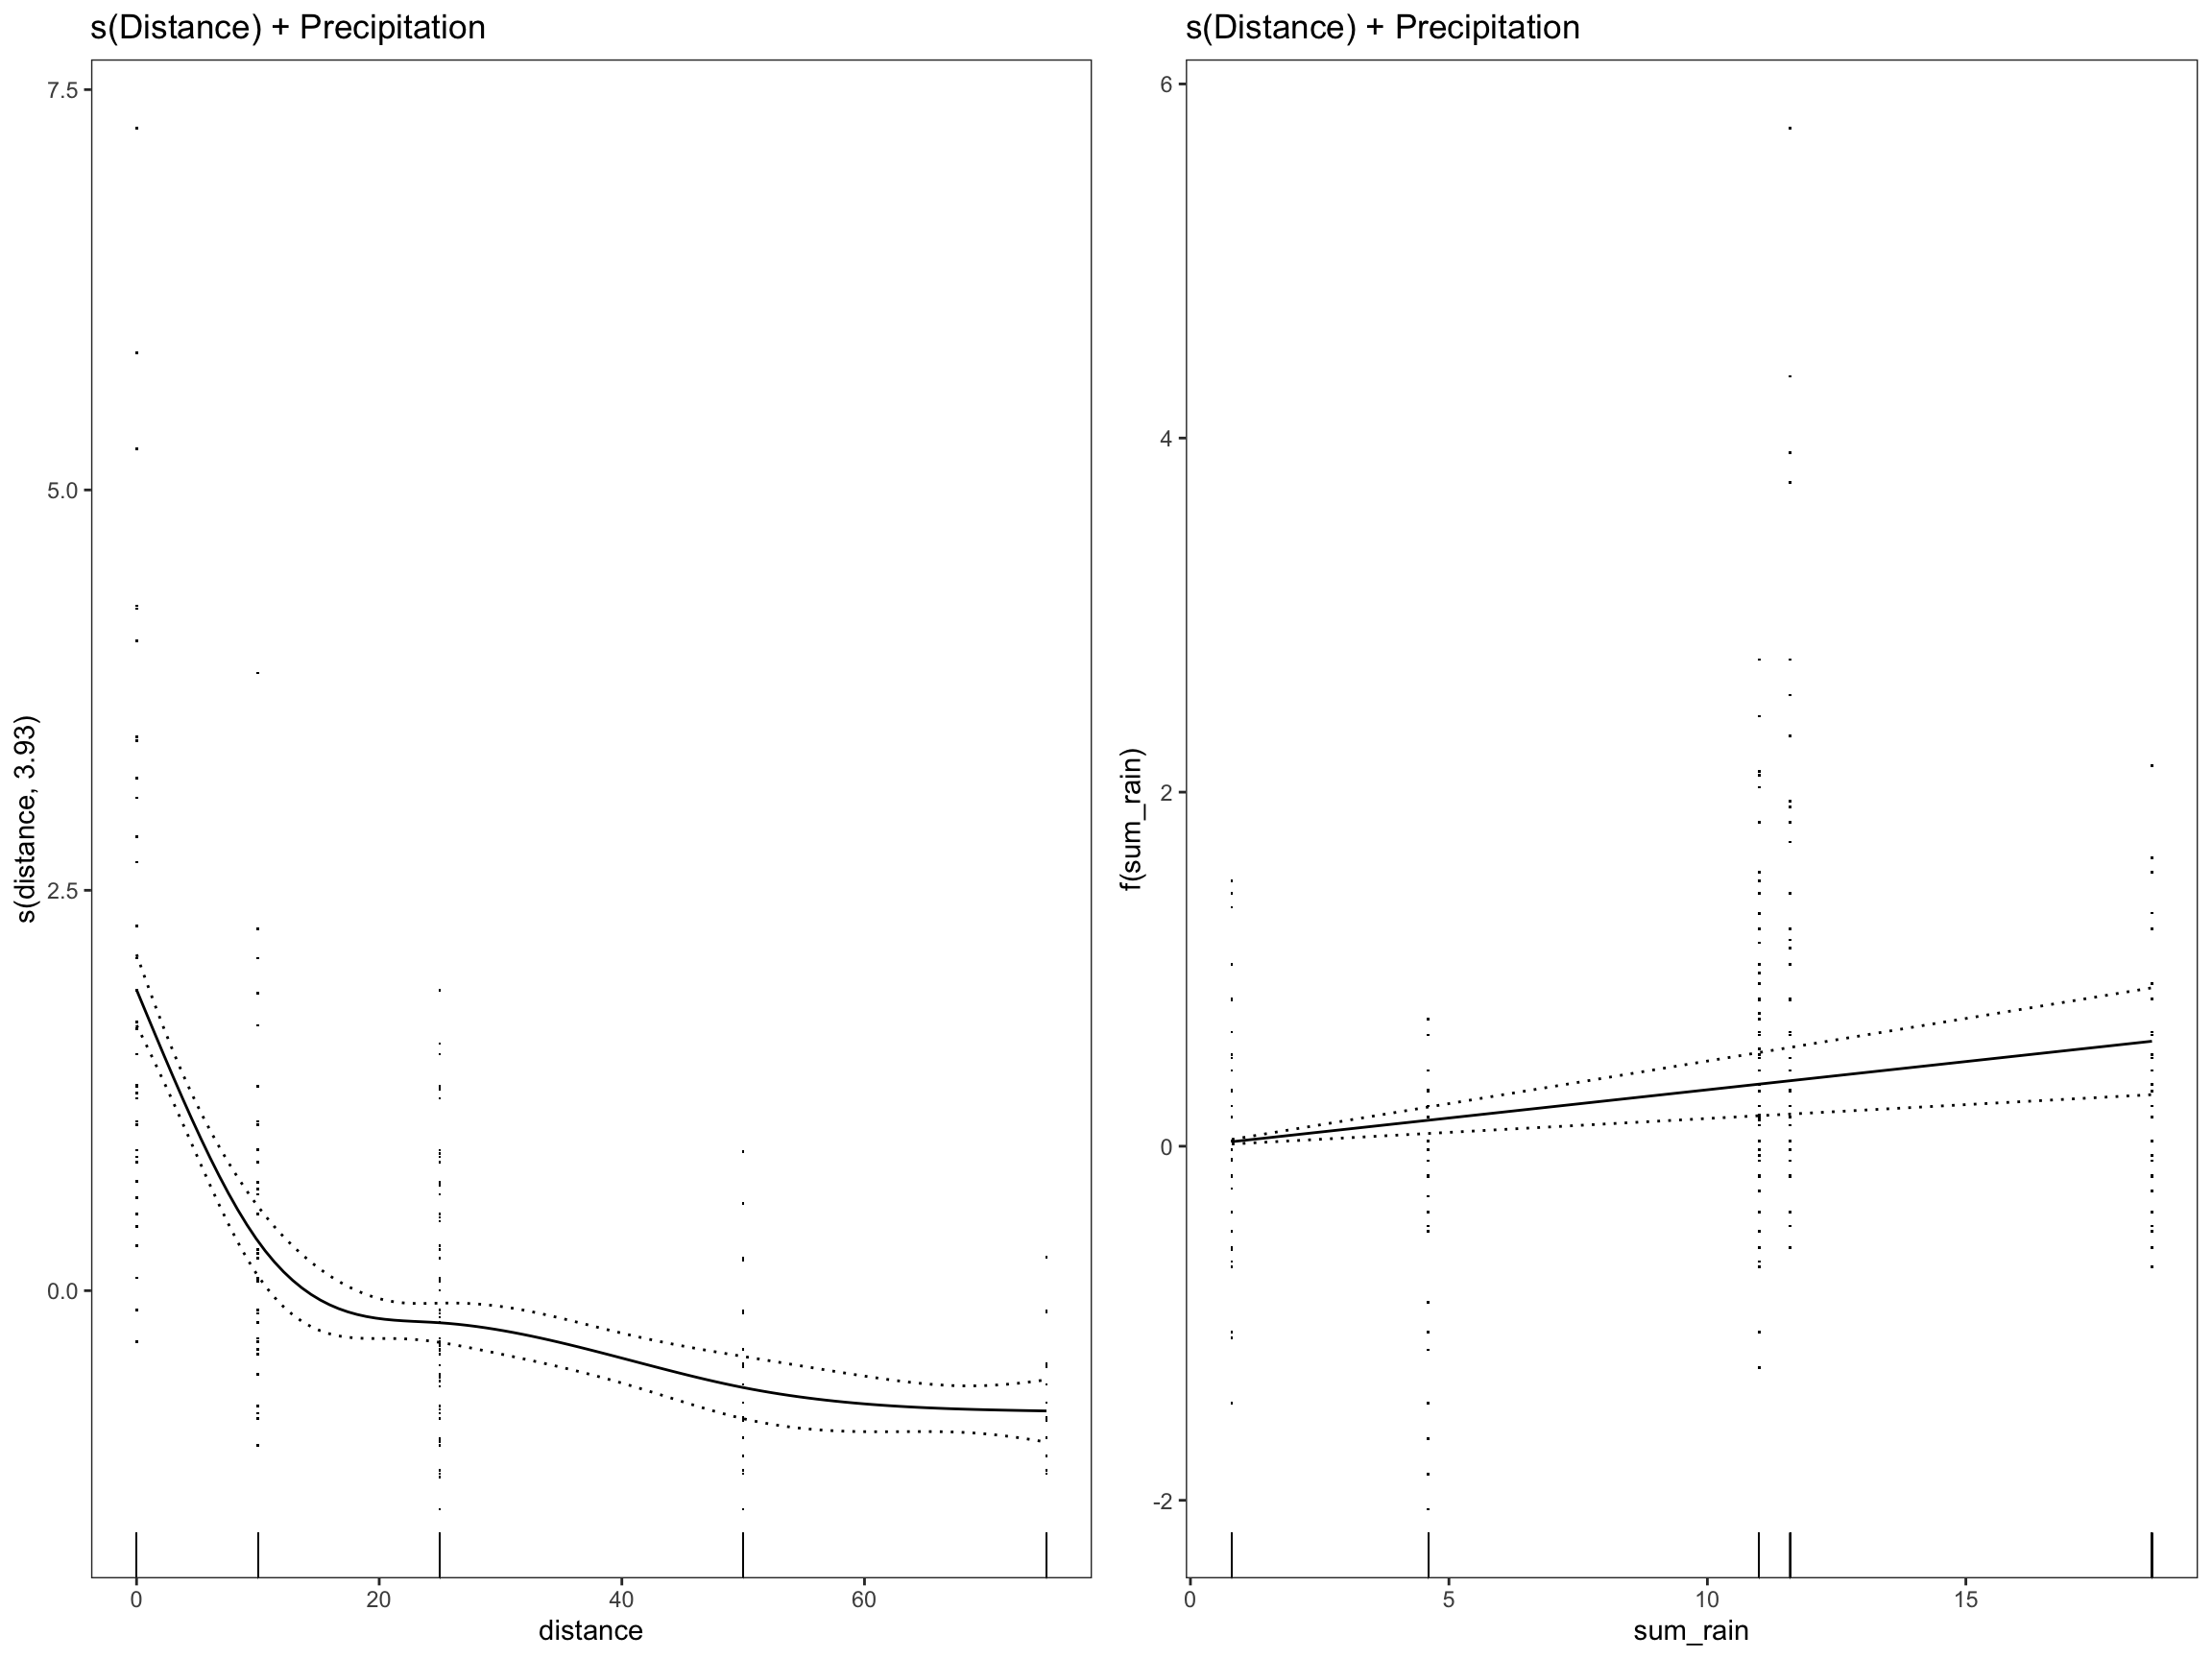 s(Distance) + Precipitation
7.5
5.0
2.5
0.0
s(distance, 3.93)
0
20
40
60
distance
s(Distance) + Precipitation
6
4
2
0
-2
f(sum_rain)
0
5
10
15
sum_rain